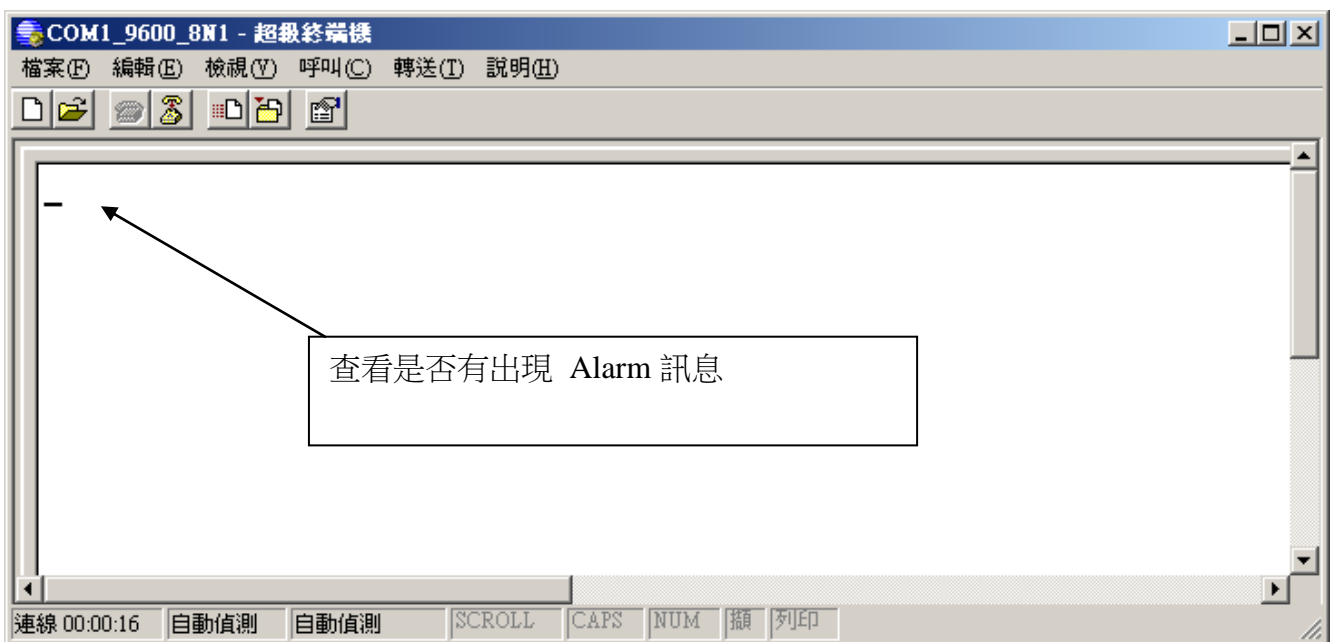 COM1_9600_8N1 - 超級終端機
檔案(F) 編輯(E) 檢視(V) 呼叫(C) 轉送(T) 說明(H)
查看是否有出現 Alarm 訊息
連線 00:00:16 自動偵測 自動偵測 SCROLL CAPS NUM 擷 列印